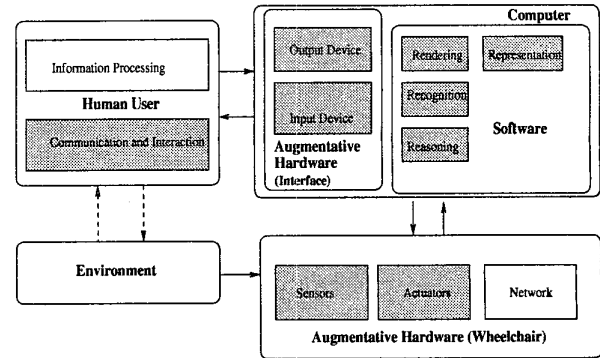 Computer
Information Processing
Human User
Communication and Interaction
Output Device
Input Device
Augmentative
Hardware
(Interface)
Rendering
Representation
Recognition
Reasoning
Software
Environment
Sensors
Actuators
Network
Augmentative Hardware (Wheelchair)